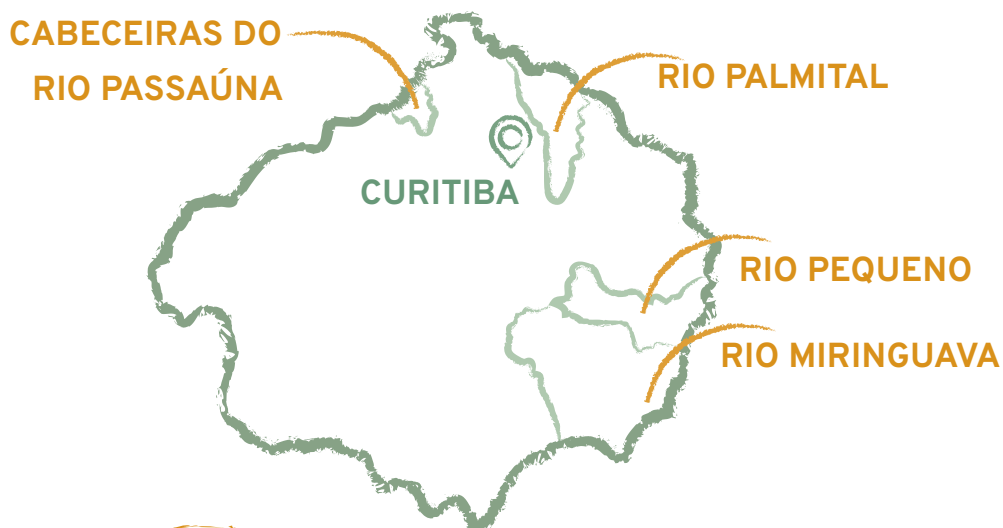 CABECEIRAS DO
RIO PASSAÚNA
RIO PALMITAL
CURITIBA
RIO PEQUENO
RIO MIRINGUAVA